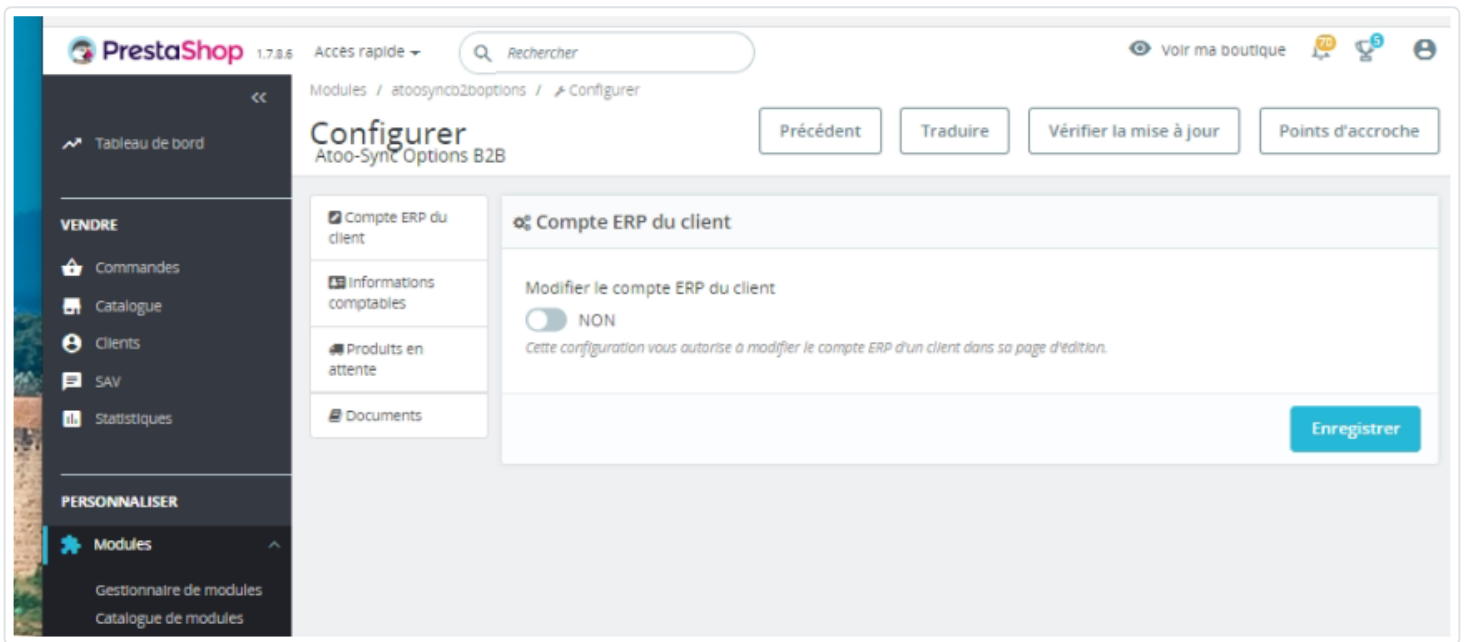 PrestaShop 1.7.8.6 Accès rapide Rechercher Voir ma boutique 70 5
Modules / atoosyncb2boptions / Configurer
Configurer
Atoo-Sync Options B2B
Précédent
Traduire
Vérifier la mise à jour
Points d'accroche
Tableau de bord
VENDRE
Commandes
Catalogue
Clients
SAV
Statistiques
PERSONNALISER
Modules
Gestionnaire de modules
Catalogue de modules
Compte ERP du
client
Informations
comptables
Produits en
attente
Documents
Compte ERP du client
Modifier le compte ERP du client
NON
Cette configuration vous autorise à modifier le compte ERP d'un client dans sa page d'édition.
Enregistrer